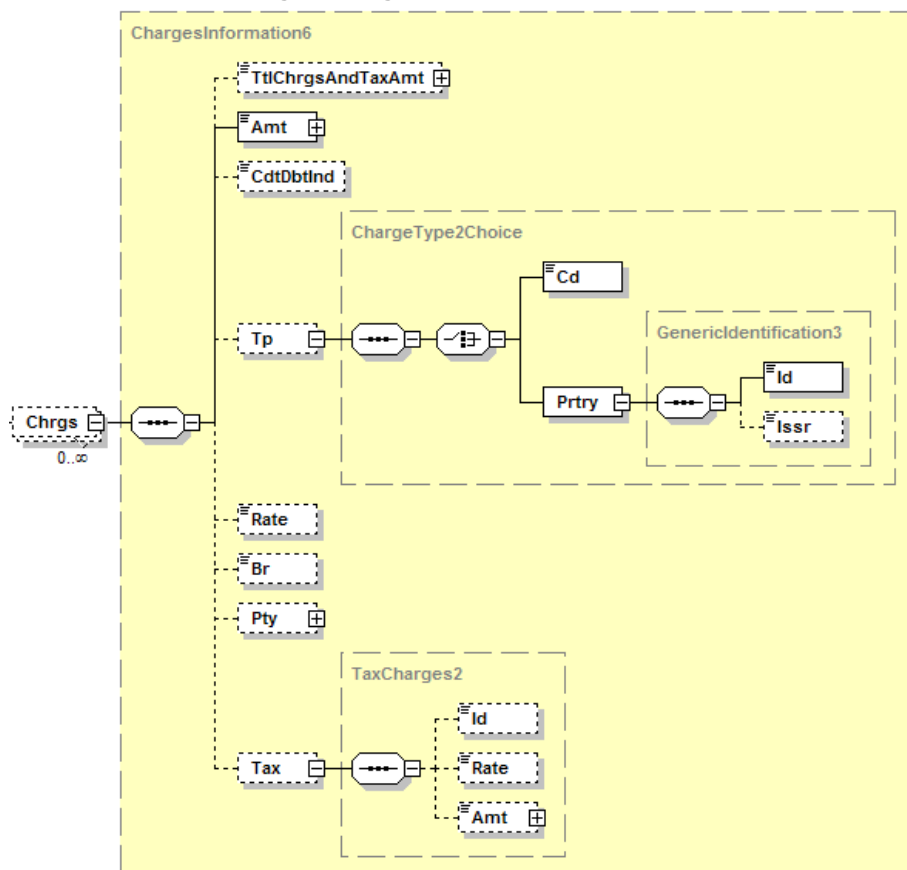 ChargesInformation6
TtlChrgsAndTaxAmt
Amt
CdtDbtInd
ChargeType2Choice
Cd
Tp
GenericIdentification3
Id
Prtry
Issr
Chrgs
0..∞
Rate
Br
Pty
TaxCharges2
Id
Tax
Rate
Amt